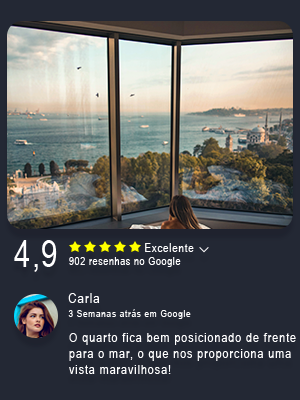 4,9
Excelente
902 resenhas no Google
Carla
3 Semanas atrás em Google
O quarto fica bem posicionado de frente
para o mar, o que nos proporciona uma
vista maravilhosa!